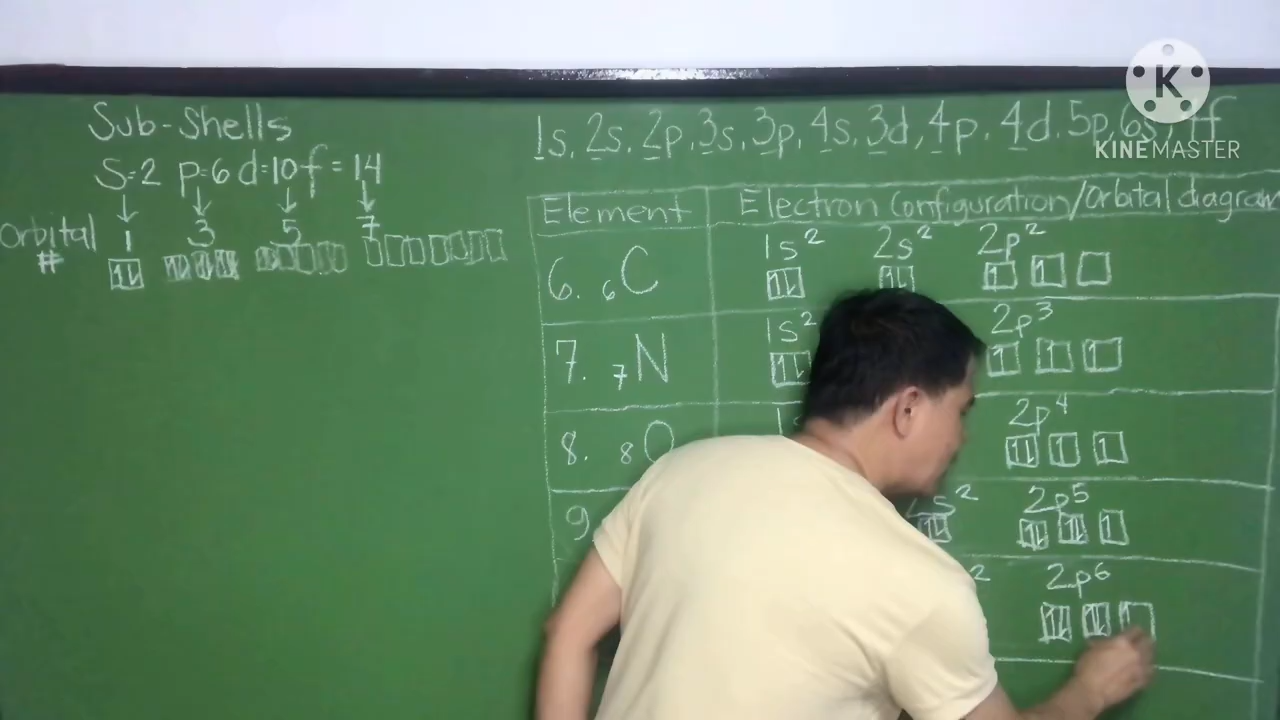 Sub-Shells
S=2 p=6 d=10 f=14
Orbital 1 3 5 7
#
1s, 2s, 2p, 3s, 3p, 4s, 3d, 4p, 4d, 5p, 6s,
K
KINEMASTER
Element Electron Configuration/Orbital diagram
6. 6C 1s² 2s² 2p²
7. 7N 1s² 2p³
8. 8O 2p⁴
9 s² 2p⁵
2 2p⁶